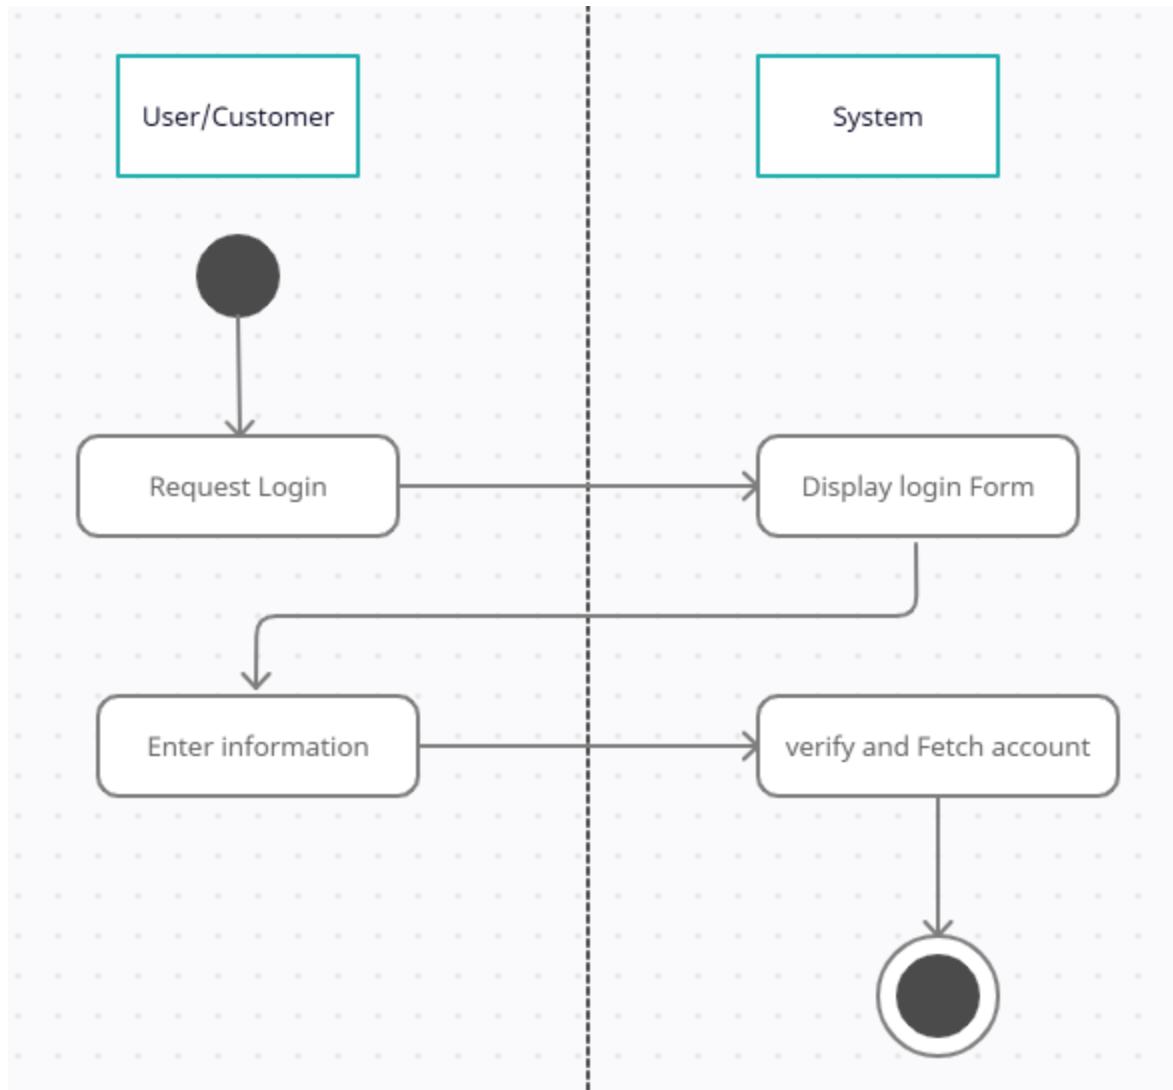 User/Customer
System
Request Login
Display login Form
Enter information
verify and Fetch account